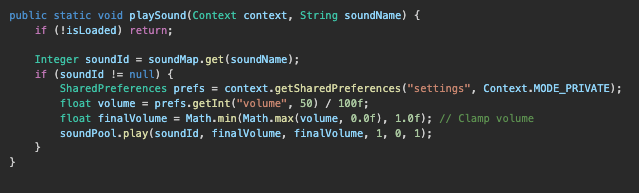 public static void playSound(Context context, String soundName) {
    if (!isLoaded) return;

    Integer soundId = soundMap.get(soundName);
    if (soundId != null) {
        SharedPreferences prefs = context.getSharedPreferences("settings", Context.MODE_PRIVATE);
        float volume = prefs.getInt("volume", 50) / 100f;
        float finalVolume = Math.min(Math.max(volume, 0.0f), 1.0f); // Clamp volume
        soundPool.play(soundId, finalVolume, finalVolume, 1, 0, 1);
    }
}